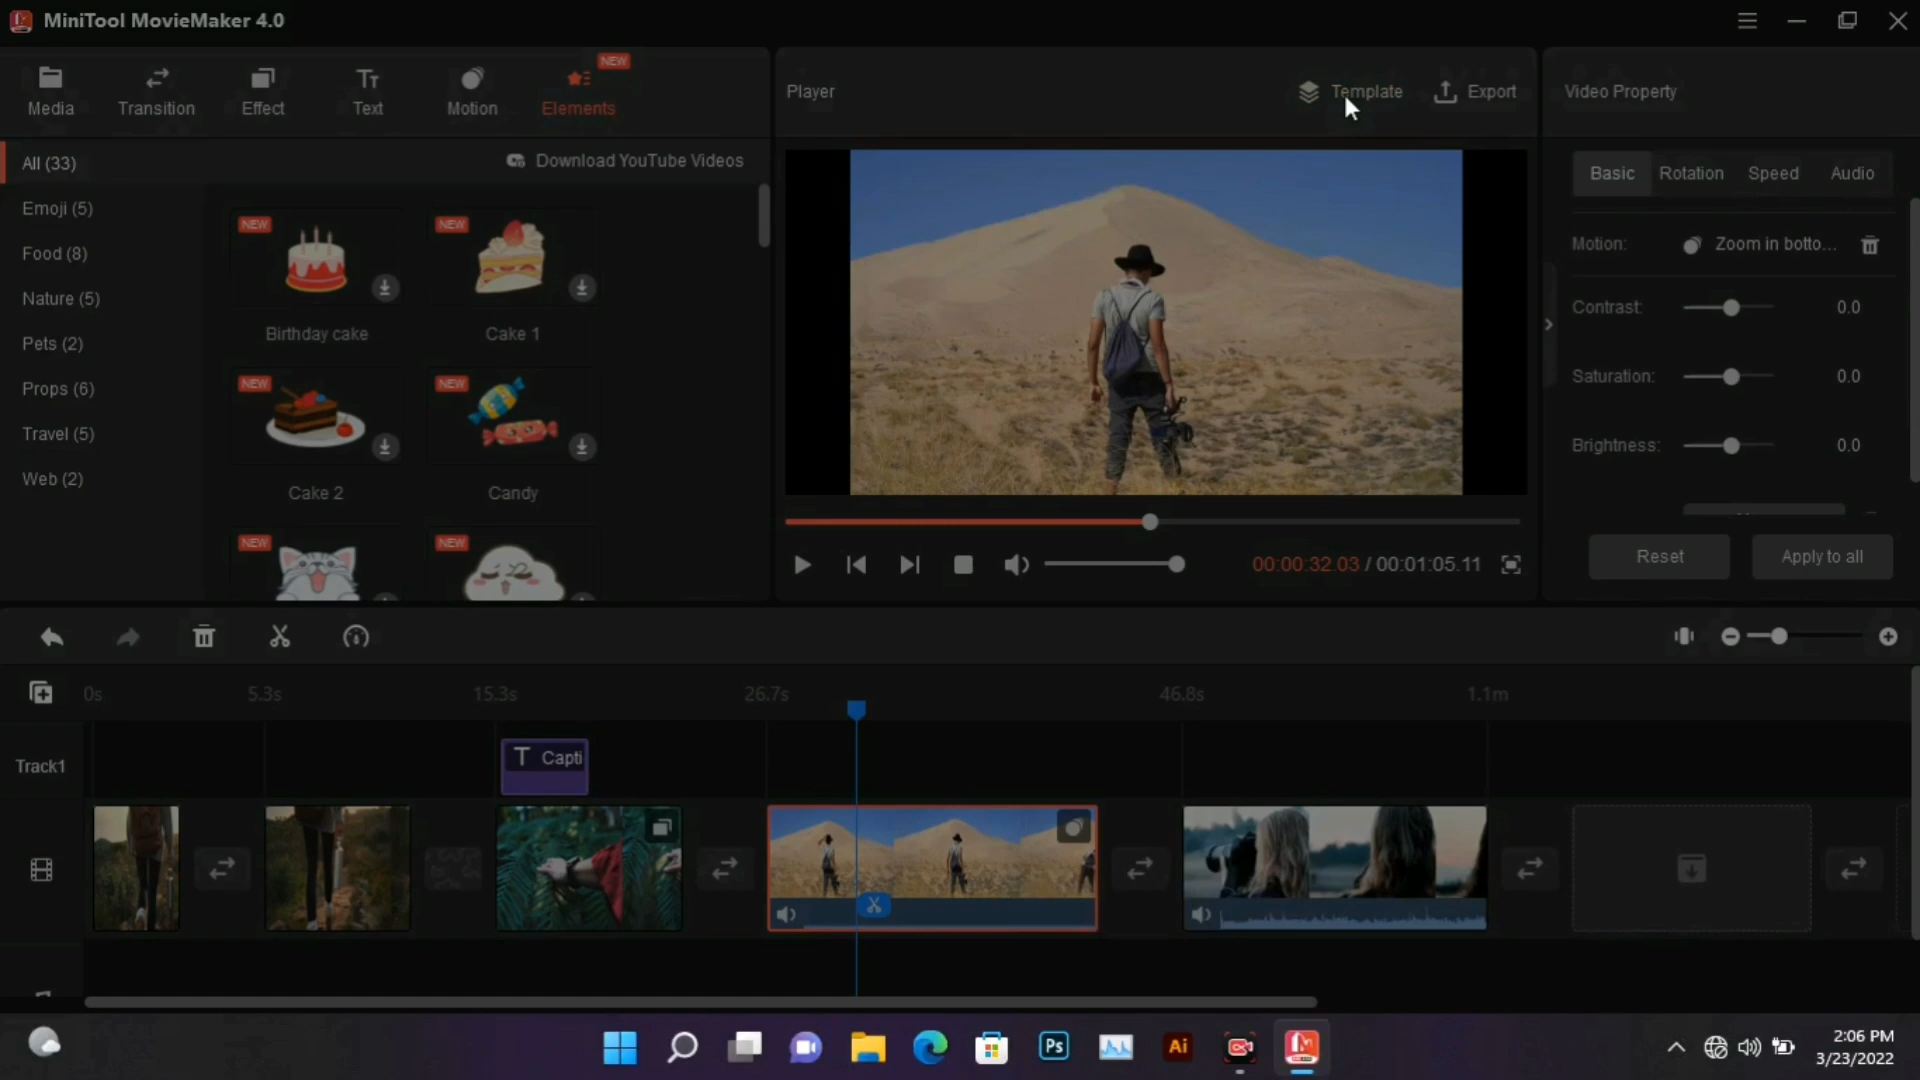 MiniTool MovieMaker 4.0
Media
Transition
Effect
Text
Motion
Elements
NEW
Player
Template
Export
Video Property
All (33)
Download YouTube Videos
Emoji (5)
Food (8)
Nature (5)
Pets (2)
Props (6)
Travel (5)
Web (2)
NEW
Birthday cake
NEW
Cake 1
NEW
Cake 2
NEW
Candy
NEW
NEW
00:00:32.03 / 00:01:05.11
Basic
Rotation
Speed
Audio
Motion:
Zoom in botto...
Contrast:
0.0
Saturation:
0.0
Brightness:
0.0
Reset
Apply to all
0s
5.3s
15.3s
26.7s
46.8s
1.1m
Track1
T Capti
Ps
Ai
2:06 PM
3/23/2022